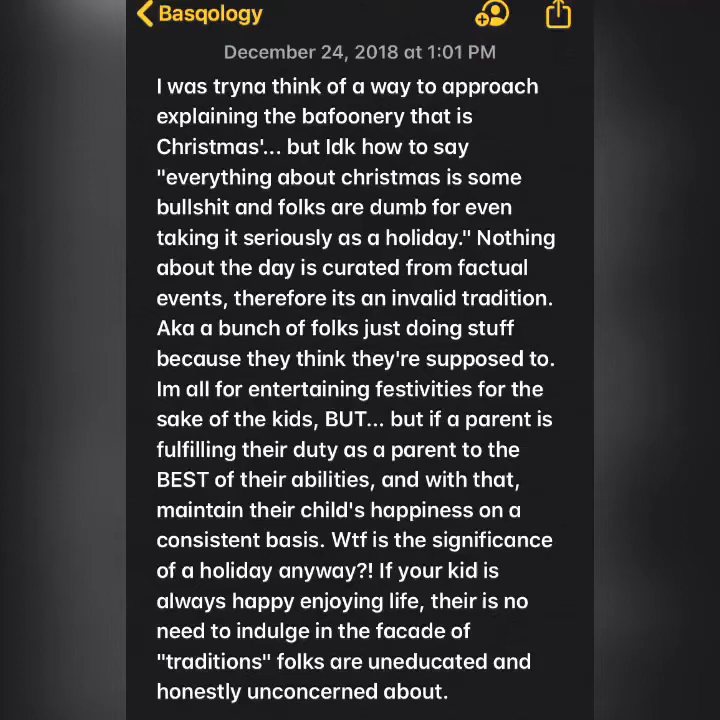 Basqology
December 24, 2018 at 1:01 PM
I was tryna think of a way to approach
explaining the bafoonery that is
Christmas'... but Idk how to say
"everything about christmas is some
bullshit and folks are dumb for even
taking it seriously as a holiday." Nothing
about the day is curated from factual
events, therefore its an invalid tradition.
Aka a bunch of folks just doing stuff
because they think they're supposed to.
Im all for entertaining festivities for the
sake of the kids, BUT... but if a parent is
fulfilling their duty as a parent to the
BEST of their abilities, and with that,
maintain their child's happiness on a
consistent basis. Wtf is the significance
of a holiday anyway?! If your kid is
always happy enjoying life, their is no
need to indulge in the facade of
"traditions" folks are uneducated and
honestly unconcerned about.